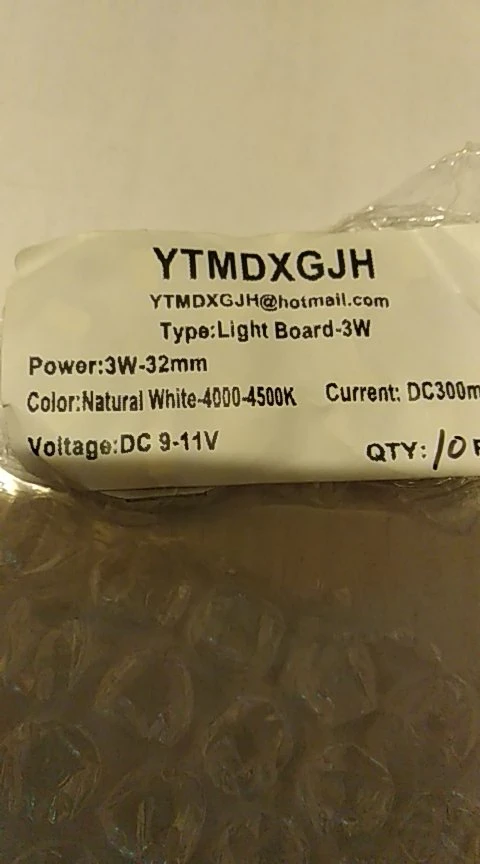 YTMDXGJH
YTMDXGJH@hotmail.com
Type:Light Board-3W
Power:3W-32mm
Color:Natural White-4000-4500K Current: DC300m
Voltage:DC 9-11V QTY:10